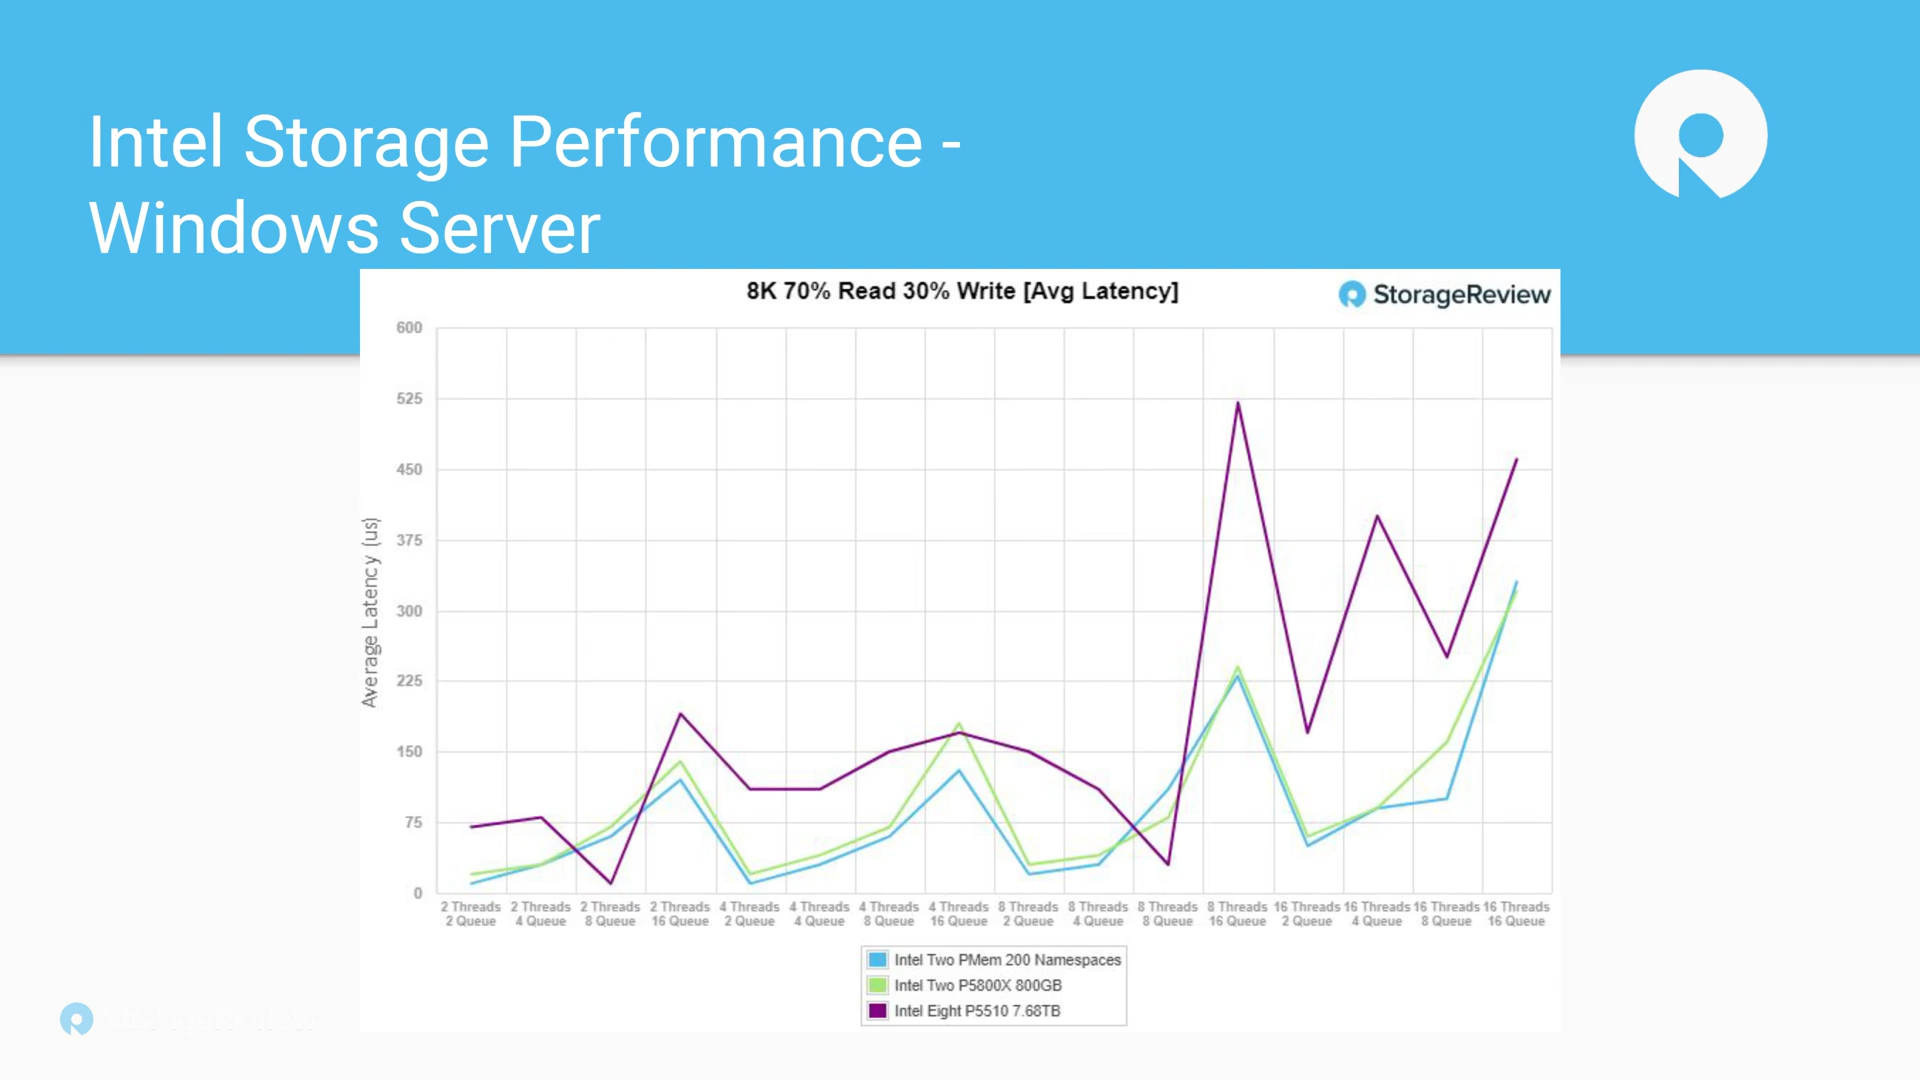 Intel Storage Performance -
Windows Server
8K 70% Read 30% Write [Avg Latency]
StorageReview
Average Latency (us)
600
525
450
375
300
225
150
75
0
2 Threads 2 Threads 2 Threads 2 Threads 4 Threads 4 Threads 4 Threads 4 Threads 8 Threads 8 Threads 8 Threads 8 Threads 16 Threads 16 Threads 16 Threads 16 Threads
2 Queue 4 Queue 8 Queue 16 Queue 2 Queue 4 Queue 8 Queue 16 Queue 2 Queue 4 Queue 8 Queue 16 Queue 2 Queue 4 Queue 8 Queue 16 Queue
Intel Two PMem 200 Namespaces
Intel Two P5800X 800GB
Intel Eight P5510 7.68TB